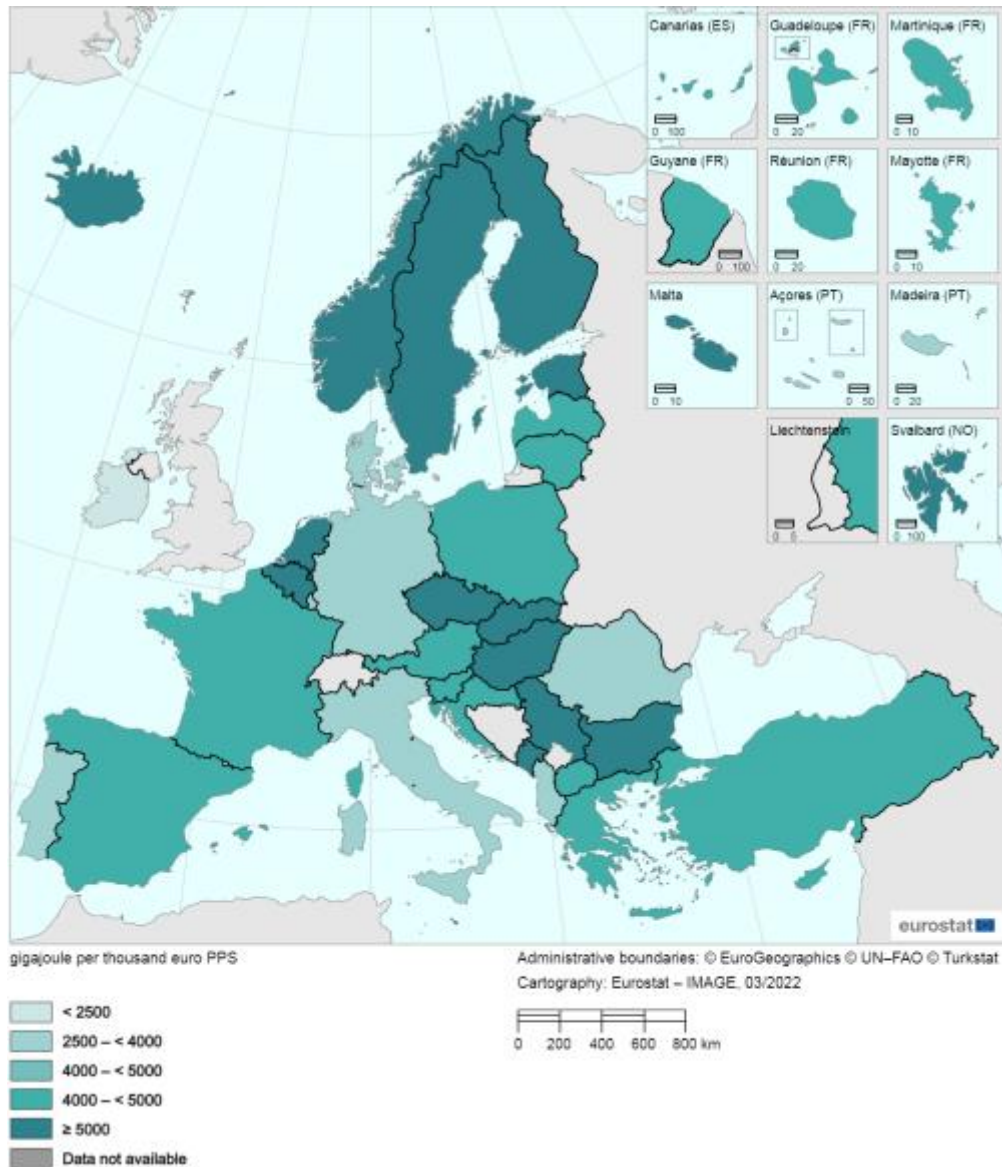 Canarias (ES)
0 100
Guadeloupe (FR)
0 20
Martinique (FR)
0 10
Guyane (FR)
0 100
Réunion (FR)
0 20
Mayotte (FR)
0 10
Malta
0 10
Açores (PT)
0 50
Madeira (PT)
0 20
Liechtenstein
Svalbard (NO)
0 100
eurostat
gigajoule per thousand euro PPS
Administrative boundaries: © EuroGeographics © UN–FAO © Turkstat
Cartography: Eurostat – IMAGE, 03/2022
0 200 400 600 800 km
< 2500
2500 – < 4000
4000 – < 5000
4000 – < 5000
≥ 5000
Data not available